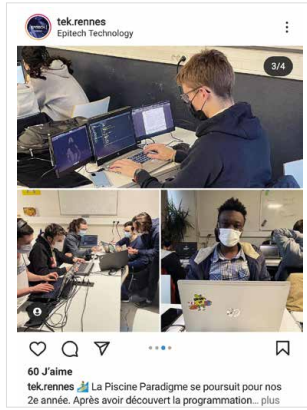 tek.rennes
Epitech Technology
3/4
60 J'aime
tek.rennes 🏄 La Piscine Paradigme se poursuit pour nos
2e année. Après avoir découvert la programmation... plus